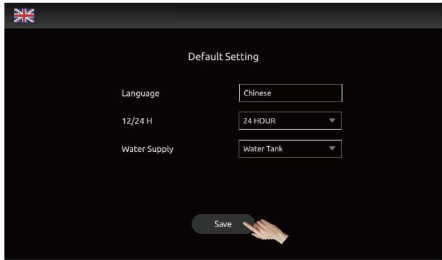 Default Setting
Language Chinese
12/24 H 24 HOUR
Water Supply Water Tank
Save